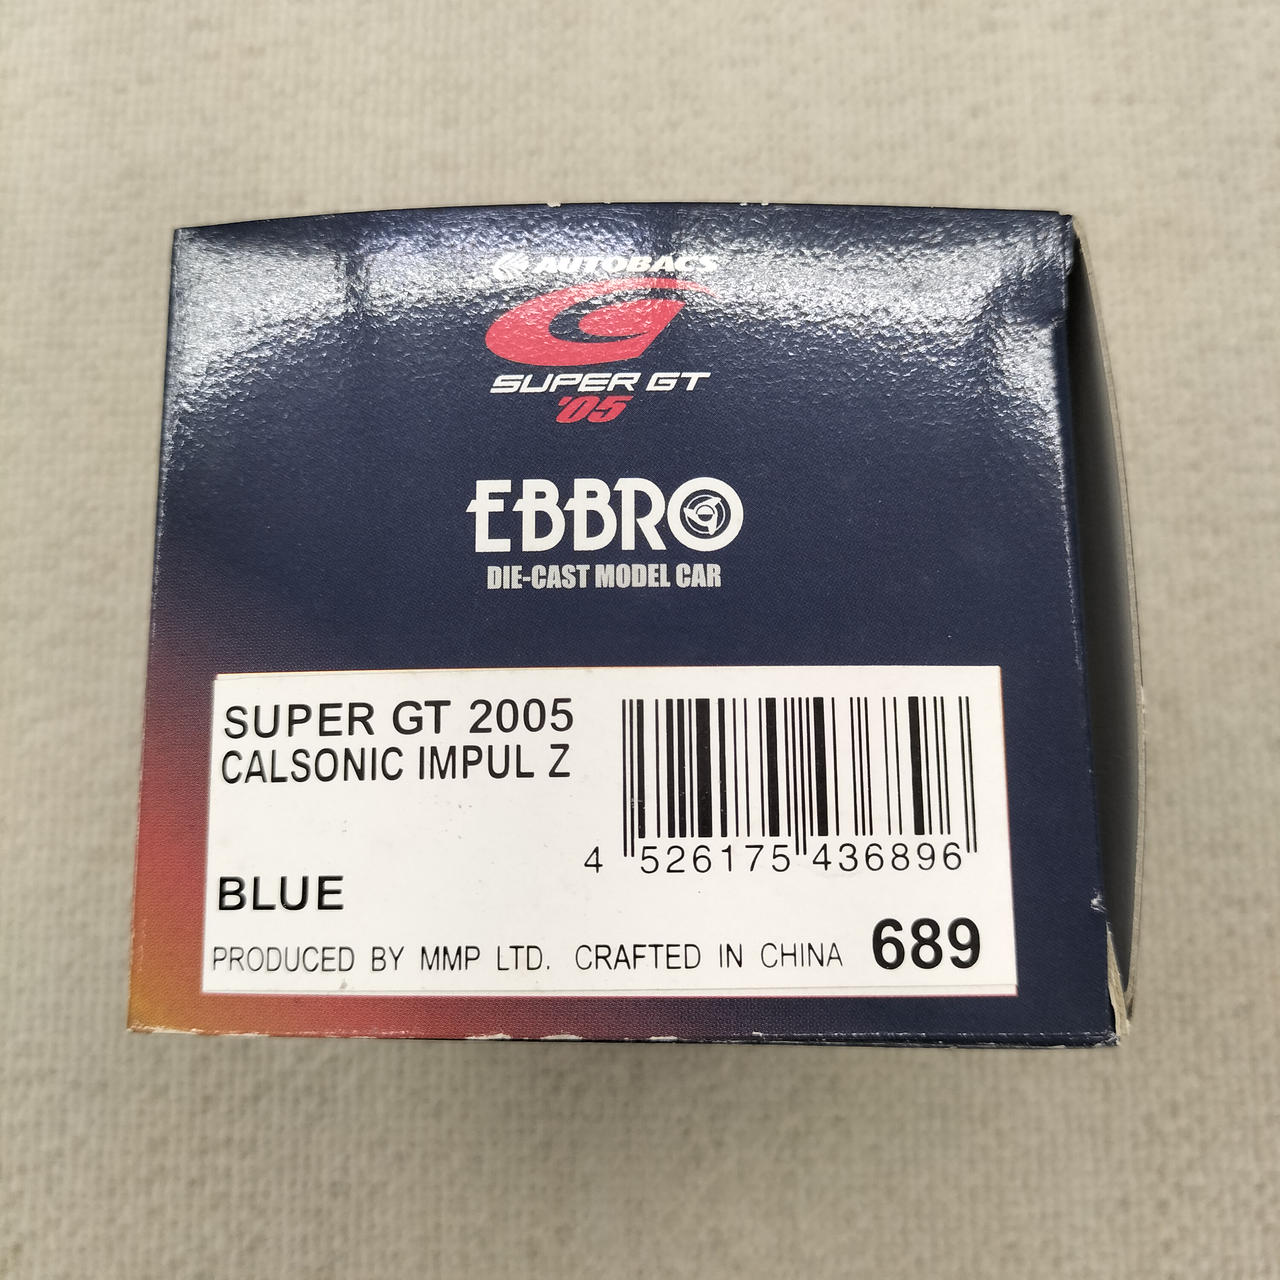 AUTOBACS
SUPER GT
'05
EBBRO
DIE-CAST MODEL CAR
SUPER GT 2005
CALSONIC IMPUL Z
4 526175 436896
BLUE
PRODUCED BY MMP LTD. CRAFTED IN CHINA 689